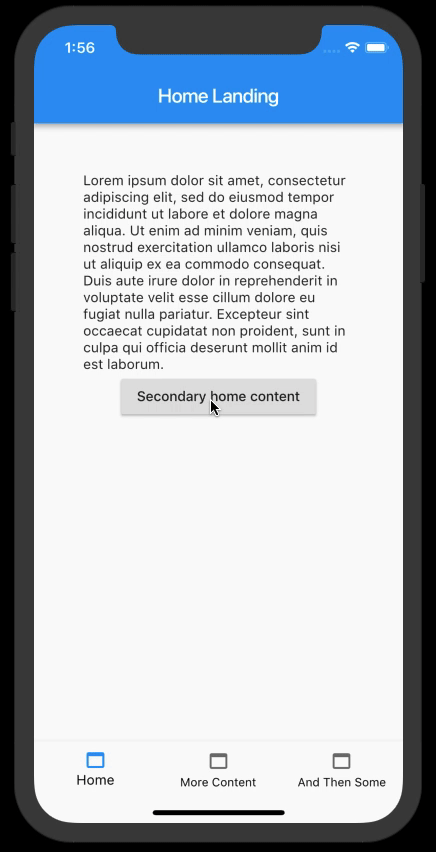 1:56
Home Landing
Lorem ipsum dolor sit amet, consectetur
adipiscing elit, sed do eiusmod tempor
incididunt ut labore et dolore magna
aliqua. Ut enim ad minim veniam, quis
nostrud exercitation ullamco laboris nisi
ut aliquip ex ea commodo consequat.
Duis aute irure dolor in reprehenderit in
voluptate velit esse cillum dolore eu
fugiat nulla pariatur. Excepteur sint
occaecat cupidatat non proident, sunt in
culpa qui officia deserunt mollit anim id
est laborum.
Secondary home content
Home More Content And Then Some